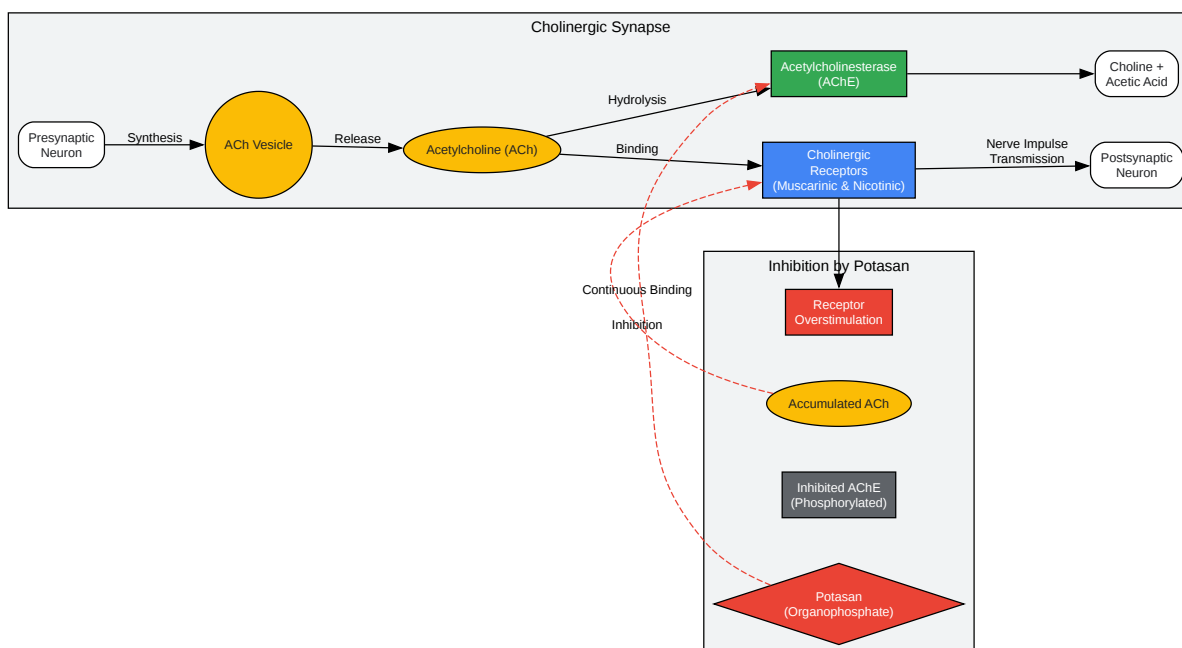 Cholinergic Synapse
Presynaptic
Neuron
Synthesis
ACh Vesicle
Release
Acetylcholine (ACh)
Hydrolysis
Binding
Acetylcholinesterase
(AChE)
Choline +
Acetic Acid
Cholinergic
Receptors
(Muscarinic & Nicotinic)
Nerve Impulse
Transmission
Postsynaptic
Neuron
Inhibition by Potasan
Continuous Binding
Inhibition
Receptor
Overstimulation
Accumulated ACh
Inhibited AChE
(Phosphorylated)
Potasan
(Organophosphate)